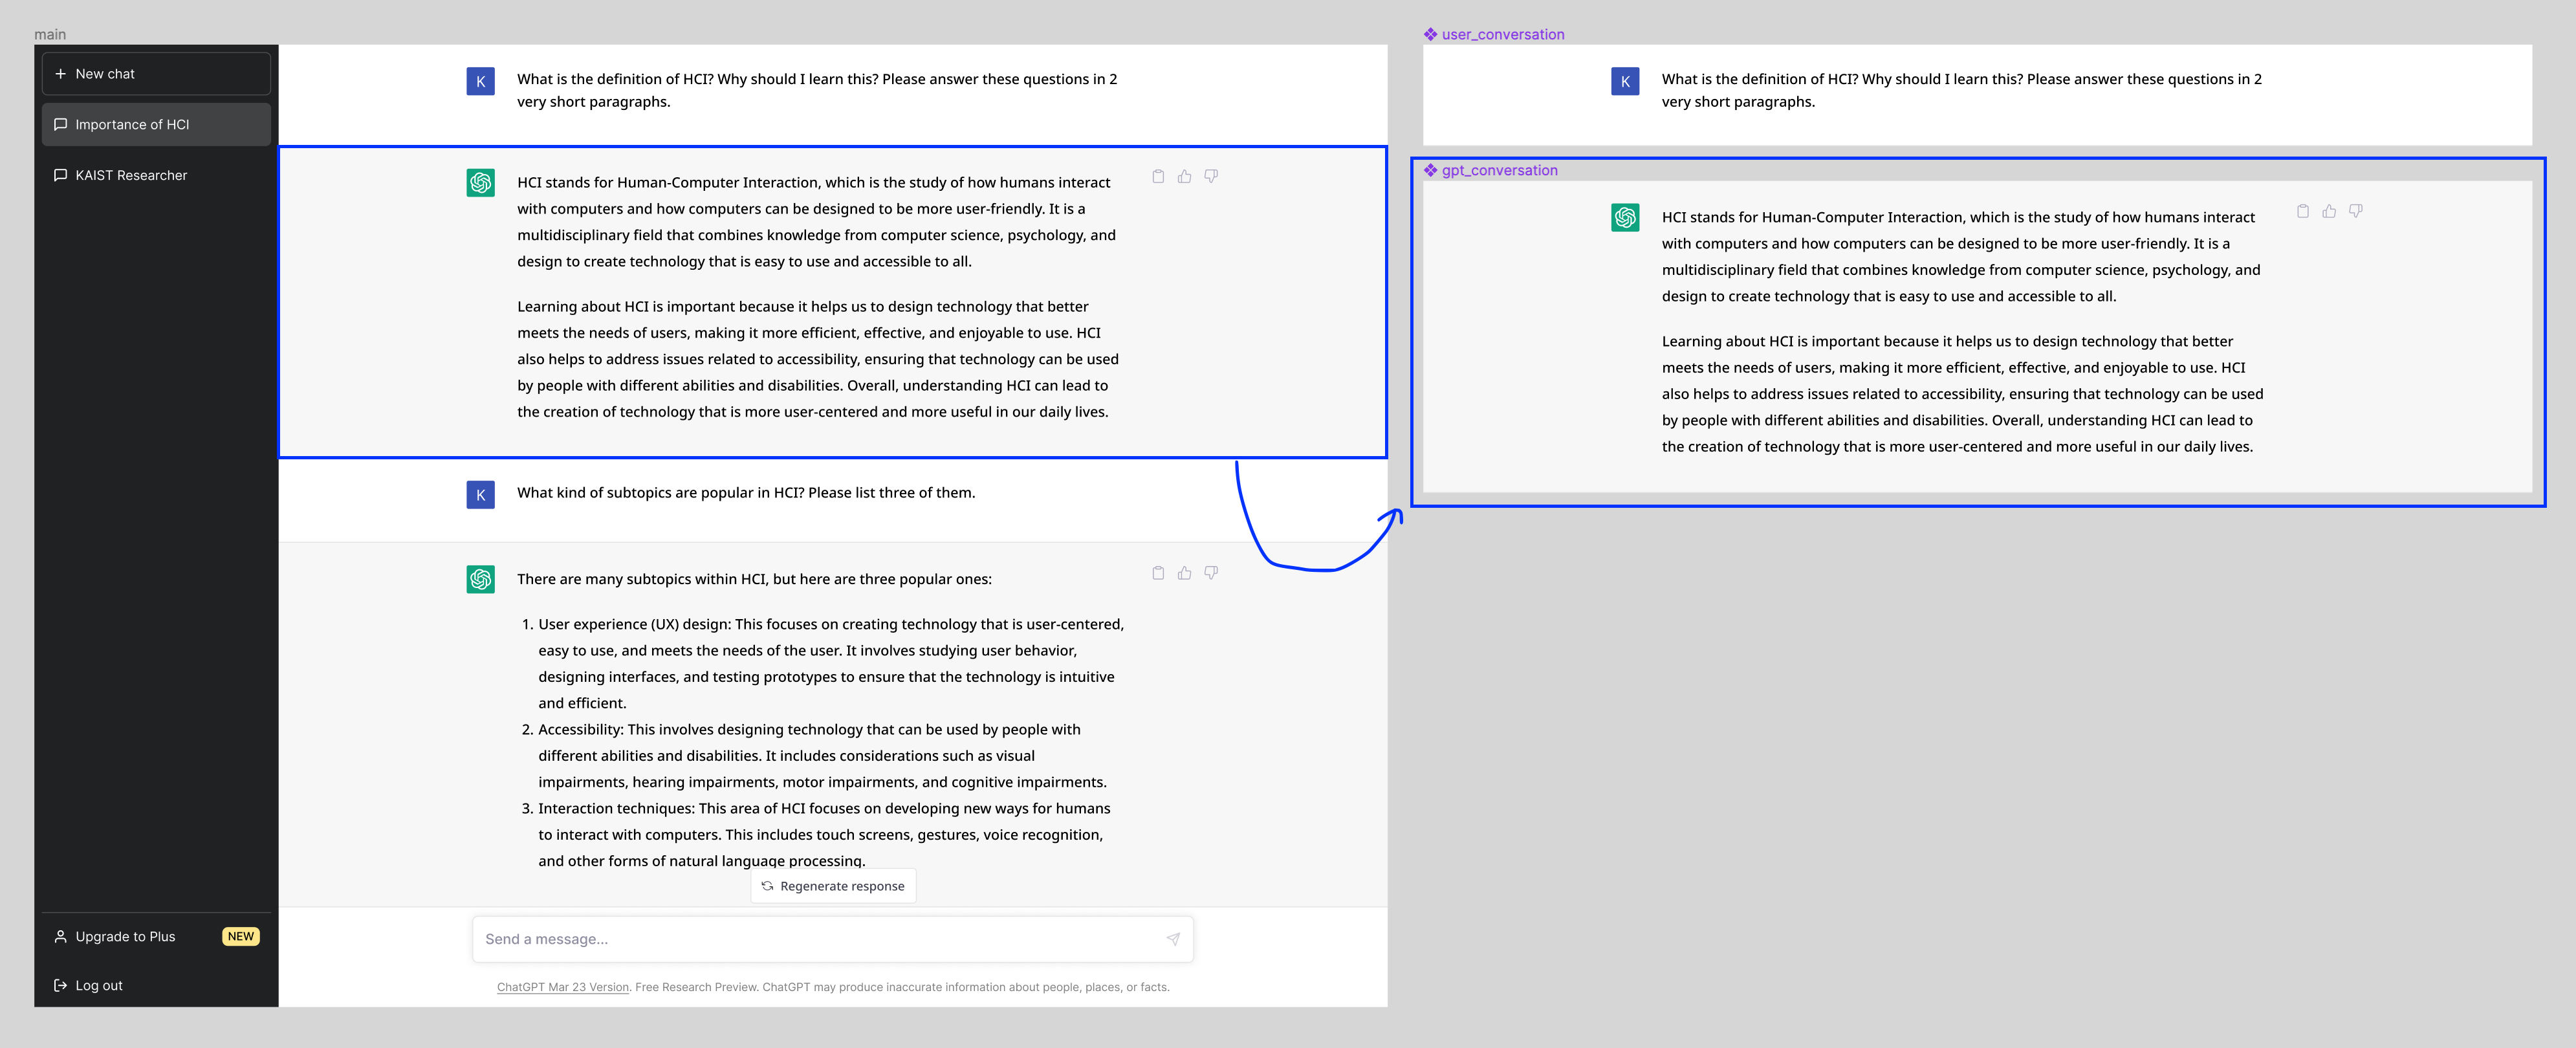 main
New chat
Importance of HCI
KAIST Researcher
Upgrade to Plus
NEW
Log out
K
What is the definition of HCI? Why should I learn this? Please answer these questions in 2
very short paragraphs.
HCI stands for Human-Computer Interaction, which is the study of how humans interact
with computers and how computers can be designed to be more user-friendly. It is a
multidisciplinary field that combines knowledge from computer science, psychology, and
design to create technology that is easy to use and accessible to all.
Learning about HCI is important because it helps us to design technology that better
meets the needs of users, making it more efficient, effective, and enjoyable to use. HCI
also helps to address issues related to accessibility, ensuring that technology can be used
by people with different abilities and disabilities. Overall, understanding HCI can lead to
the creation of technology that is more user-centered and more useful in our daily lives.
K
What kind of subtopics are popular in HCI? Please list three of them.
There are many subtopics within HCI, but here are three popular ones:
1. User experience (UX) design: This focuses on creating technology that is user-centered,
easy to use, and meets the needs of the user. It involves studying user behavior,
designing interfaces, and testing prototypes to ensure that the technology is intuitive
and efficient.
2. Accessibility: This involves designing technology that can be used by people with
different abilities and disabilities. It includes considerations such as visual
impairments, hearing impairments, motor impairments, and cognitive impairments.
3. Interaction techniques: This area of HCI focuses on developing new ways for humans
to interact with computers. This includes touch screens, gestures, voice recognition,
and other forms of natural language processing.
Regenerate response
Send a message...
ChatGPT Mar 23 Version. Free Research Preview. ChatGPT may produce inaccurate information about people, places, or facts.
user_conversation
K
What is the definition of HCI? Why should I learn this? Please answer these questions in 2
very short paragraphs.
gpt_conversation
HCI stands for Human-Computer Interaction, which is the study of how humans interact
with computers and how computers can be designed to be more user-friendly. It is a
multidisciplinary field that combines knowledge from computer science, psychology, and
design to create technology that is easy to use and accessible to all.
Learning about HCI is important because it helps us to design technology that better
meets the needs of users, making it more efficient, effective, and enjoyable to use. HCI
also helps to address issues related to accessibility, ensuring that technology can be used
by people with different abilities and disabilities. Overall, understanding HCI can lead to
the creation of technology that is more user-centered and more useful in our daily lives.